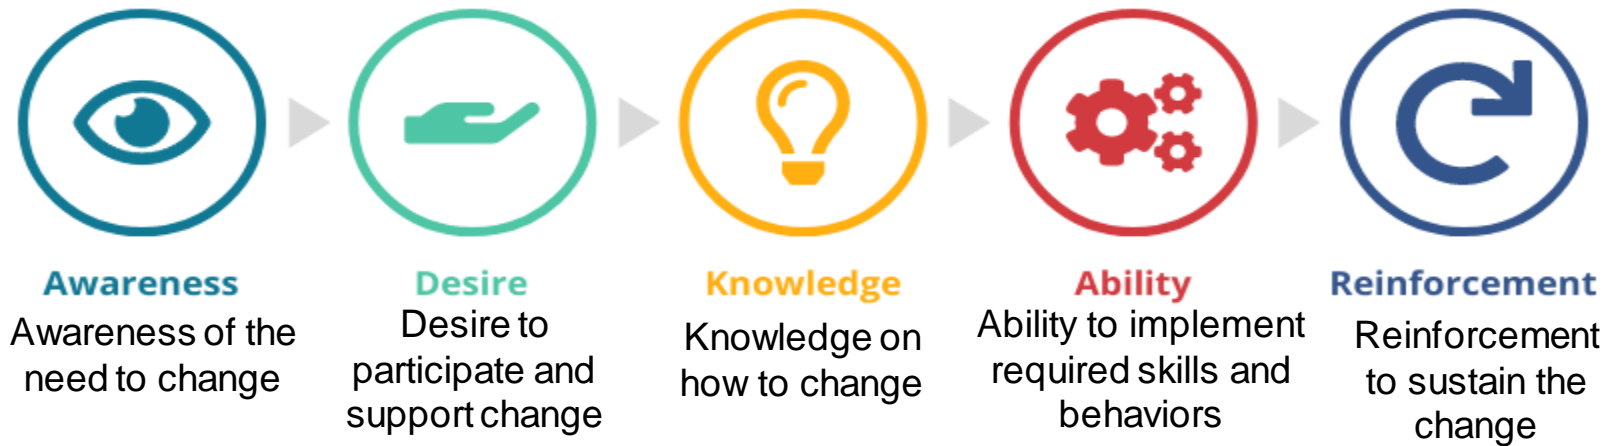 Awareness
Awareness of the
need to change
Desire
Desire to
participate and
support change
Knowledge
Knowledge on
how to change
Ability
Ability to implement
required skills and
behaviors
Reinforcement
Reinforcement
to sustain the
change